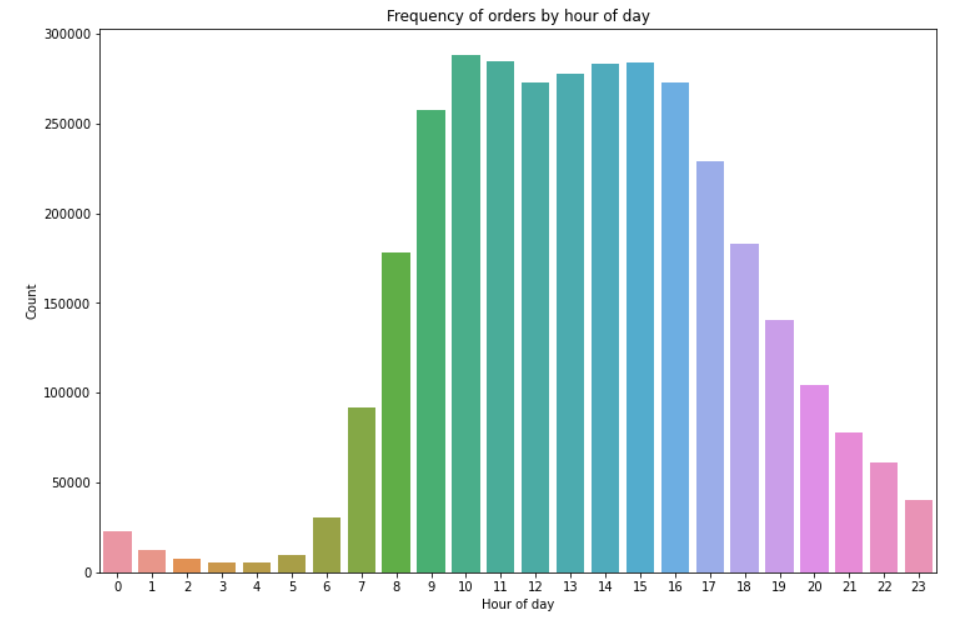 Frequency of orders by hour of day
300000
250000
200000
150000
100000
50000
0
Count
0 1 2 3 4 5 6 7 8 9 10 11 12 13 14 15 16 17 18 19 20 21 22 23
Hour of day